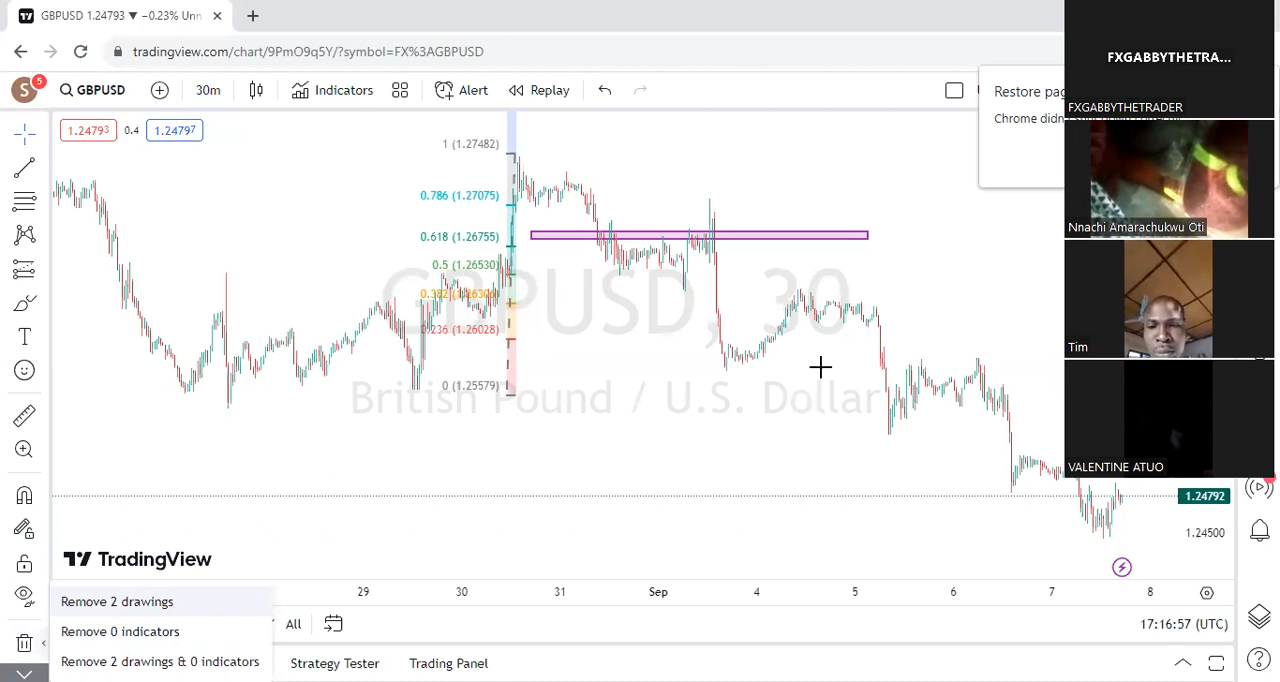 GBPUSD 1.24793 ▼ −0.23% Unn
tradingview.com/chart/9PmO9q5Y/?symbol=FX%3AGBPUSD
S
5
GBPUSD
30m
Indicators
Alert
Replay
Restore pag
Chrome didn
1.24793
0.4
1.24797
1 (1.27482)
0.786 (1.27075)
0.618 (1.26755)
0.5 (1.26530)
0.236 (1.26028)
0 (1.25579)
GBPUSD, 30
British Pound / U.S. Dollar
FXGABBYTHETRA...
FXGABBYTHETRADER
Nnachi Amarachukwu Oti
Tim
VALENTINE ATUO
1.24792
1.24500
TradingView
29
30
31
Sep
4
5
6
7
8
Remove 2 drawings
Remove 0 indicators
Remove 2 drawings & 0 indicators
All
17:16:57 (UTC)
Strategy Tester
Trading Panel